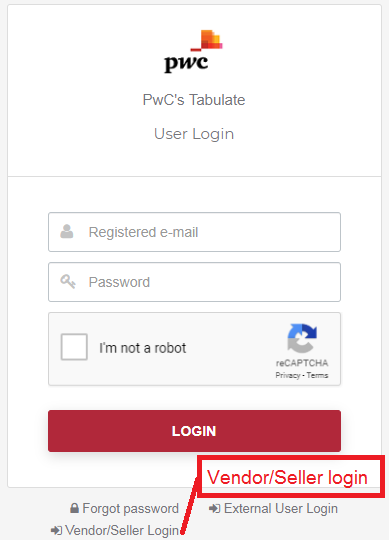 pwc
PwC's Tabulate
User Login
Registered e-mail
Password
I'm not a robot
reCAPTCHA
Privacy - Terms
LOGIN
Vendor/Seller login
Forgot password External User Login
Vendor/Seller Login